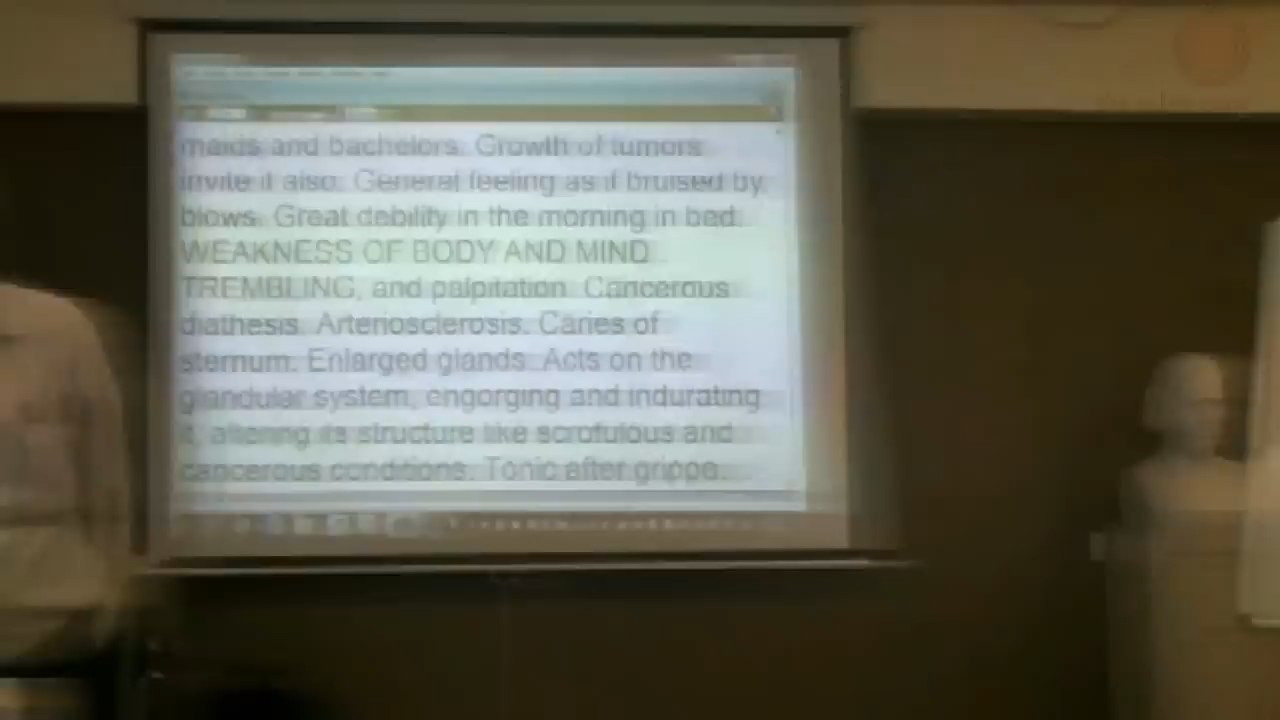 maids and bachelors. Growth of tumors
invite it also. General feeling as if bruised by
blows. Great debility in the morning in bed.
WEAKNESS OF BODY AND MIND
TREMBLING, and palpitation. Cancerous
diathesis. Arteriosclerosis. Caries of
sternum. Enlarged glands. Acts on the
glandular system, engorging and indurating
it, altering its structure like scrofulous and
cancerous conditions. Tonic after grippe.